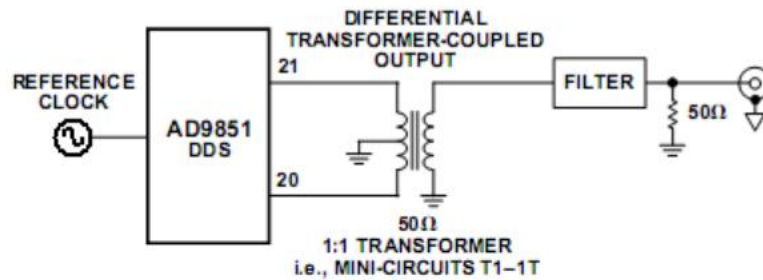 DIFFERENTIAL
TRANSFORMER-COUPLED
OUTPUT
REFERENCE
CLOCK
AD9851
DDS
21
20
FILTER
50Ω
50Ω
1:1 TRANSFORMER
i.e., MINI-CIRCUITS T1–1T